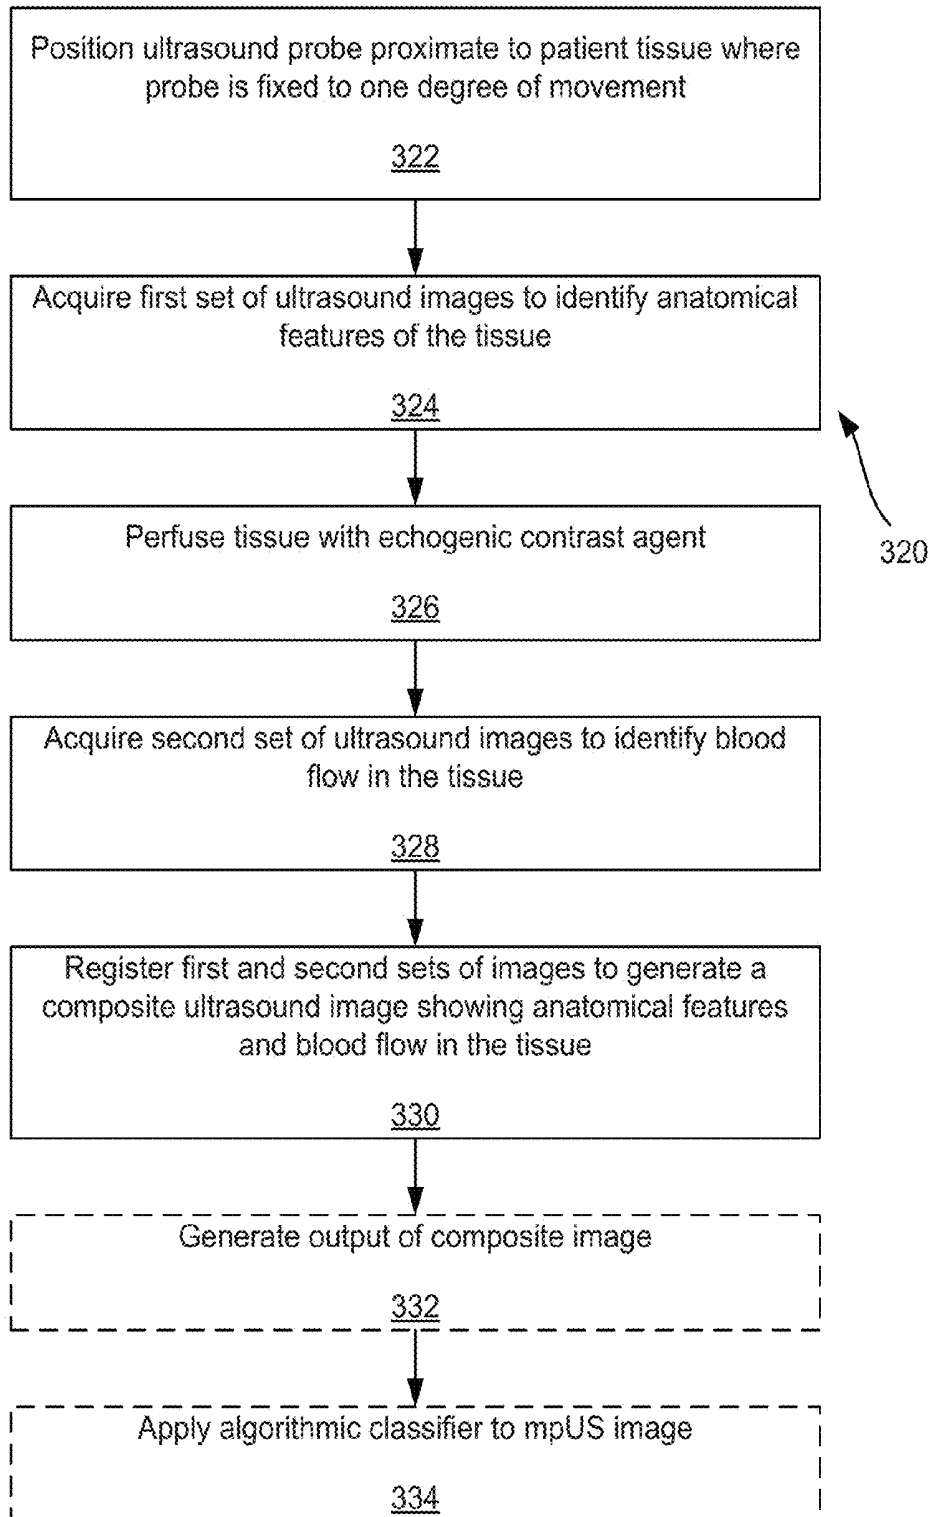 Position ultrasound probe proximate to patient tissue where
probe is fixed to one degree of movement
322
Acquire first set of ultrasound images to identify anatomical
features of the tissue
324
320
Perfuse tissue with echogenic contrast agent
326
Acquire second set of ultrasound images to identify blood
flow in the tissue
328
Register first and second sets of images to generate a
composite ultrasound image showing anatomical features
and blood flow in the tissue
330
Generate output of composite image
332
Apply algorithmic classifier to mpUS image
334